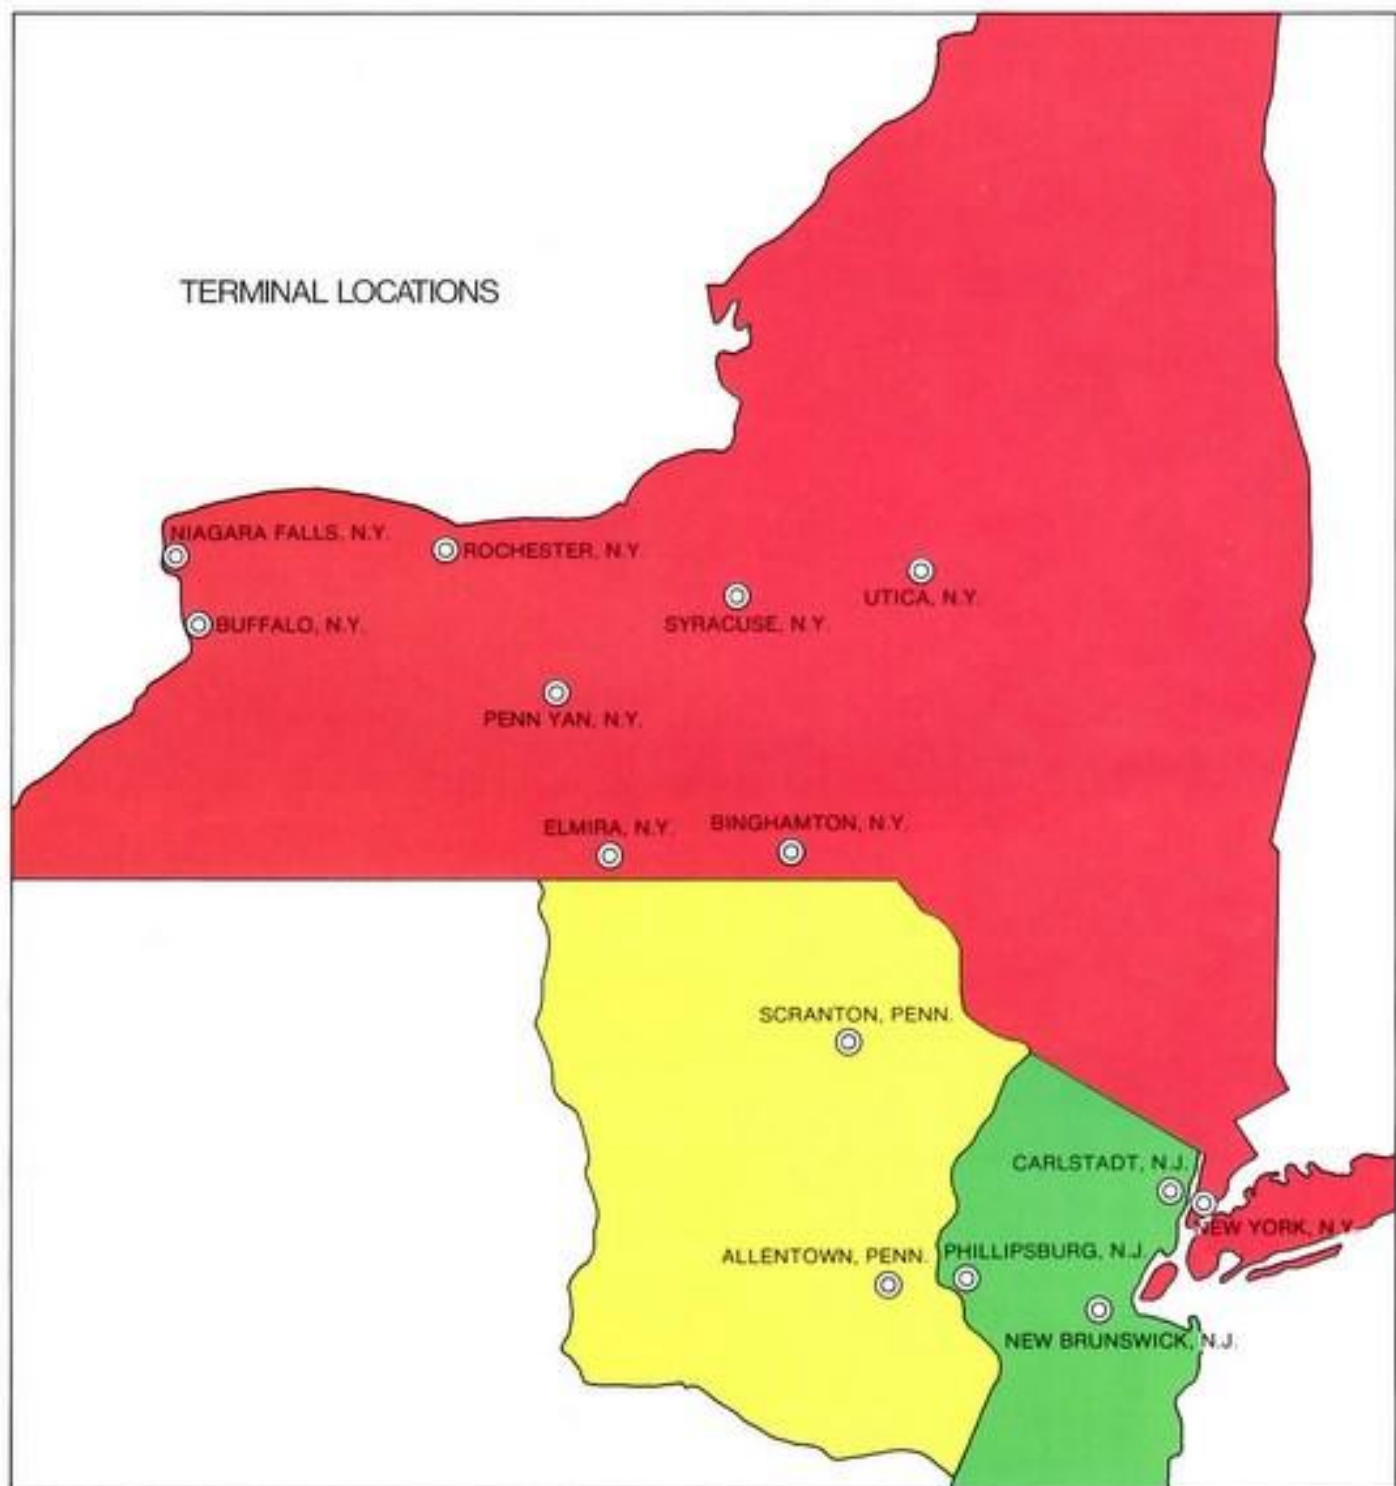 TERMINAL LOCATIONS
NIAGARA FALLS, N.Y.
ROCHESTER, N.Y.
UTICA, N.Y.
BUFFALO, N.Y.
SYRACUSE, N.Y.
PENN YAN, N.Y.
ELMIRA, N.Y.
BINGHAMTON, N.Y.
SCRANTON, PENN.
CARLSTADT, N.J.
NEW YORK, N.Y.
ALLENTOWN, PENN.
PHILLIPSBURG, N.J.
NEW BRUNSWICK, N.J.